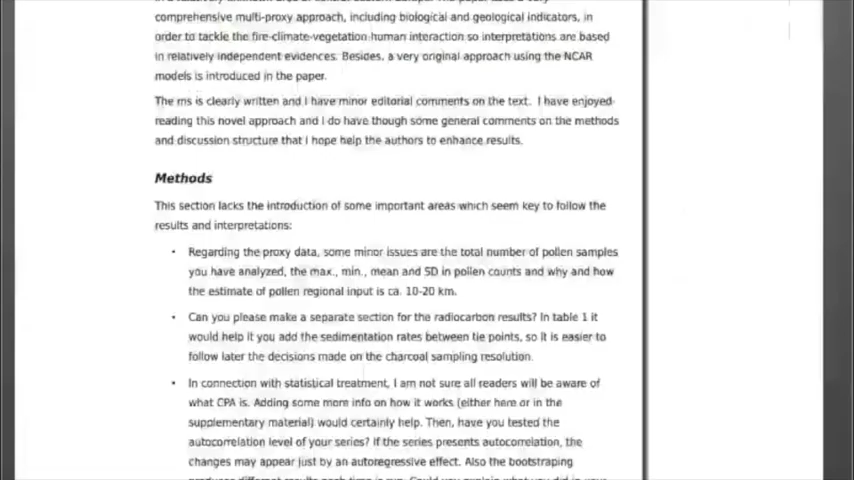 comprehensive multi-proxy approach, including biological and geological indicators, in
order to tackle the fire-climate-vegetation-human interaction so interpretations are based
in relatively independent evidences. Besides, a very original approach using the NCAR
models is introduced in the paper.
The ms is clearly written and I have minor editorial comments on the text. I have enjoyed
reading this novel approach and I do have though some general comments on the methods
and discussion structure that I hope help the authors to enhance results.
Methods
This section lacks the introduction of some important areas which seem key to follow the
results and interpretations:
• Regarding the proxy data, some minor issues are the total number of pollen samples
you have analyzed, the max., min., mean and SD in pollen counts and why and how
the estimate of pollen regional input is ca. 10-20 km.
• Can you please make a separate section for the radiocarbon results? In table 1 it
would help it you add the sedimentation rates between tie points, so it is easier to
follow later the decisions made on the charcoal sampling resolution.
• In connection with statistical treatment, I am not sure all readers will be aware of
what CPA is. Adding some more info on how it works (either here or in the
supplementary material) would certainly help. Then, have you tested the
autocorrelation level of your series? If the series presents autocorrelation, the
changes may appear just by an autoregressive effect. Also the bootstraping